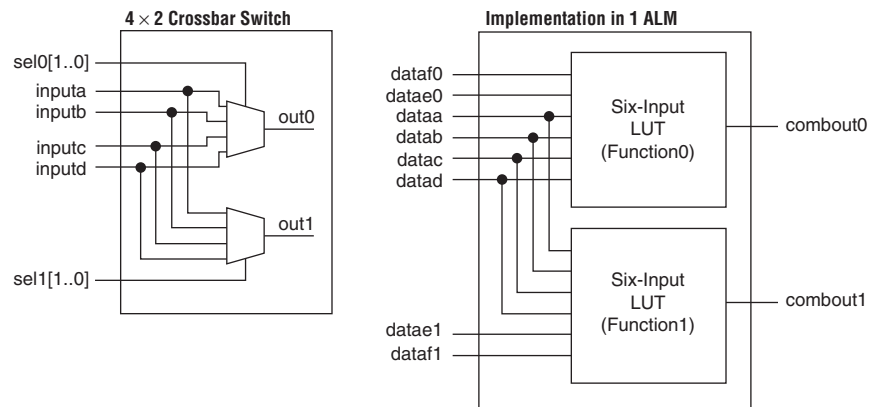 4 × 2 Crossbar Switch
sel0[1..0]
inputa
inputb
inputc
inputd
out0
out1
sel1[1..0]
Implementation in 1 ALM
dataf0
datae0
dataa
datab
datac
datad
Six-Input
LUT
(Function0)
combout0
Six-Input
LUT
(Function1)
combout1
datae1
dataf1